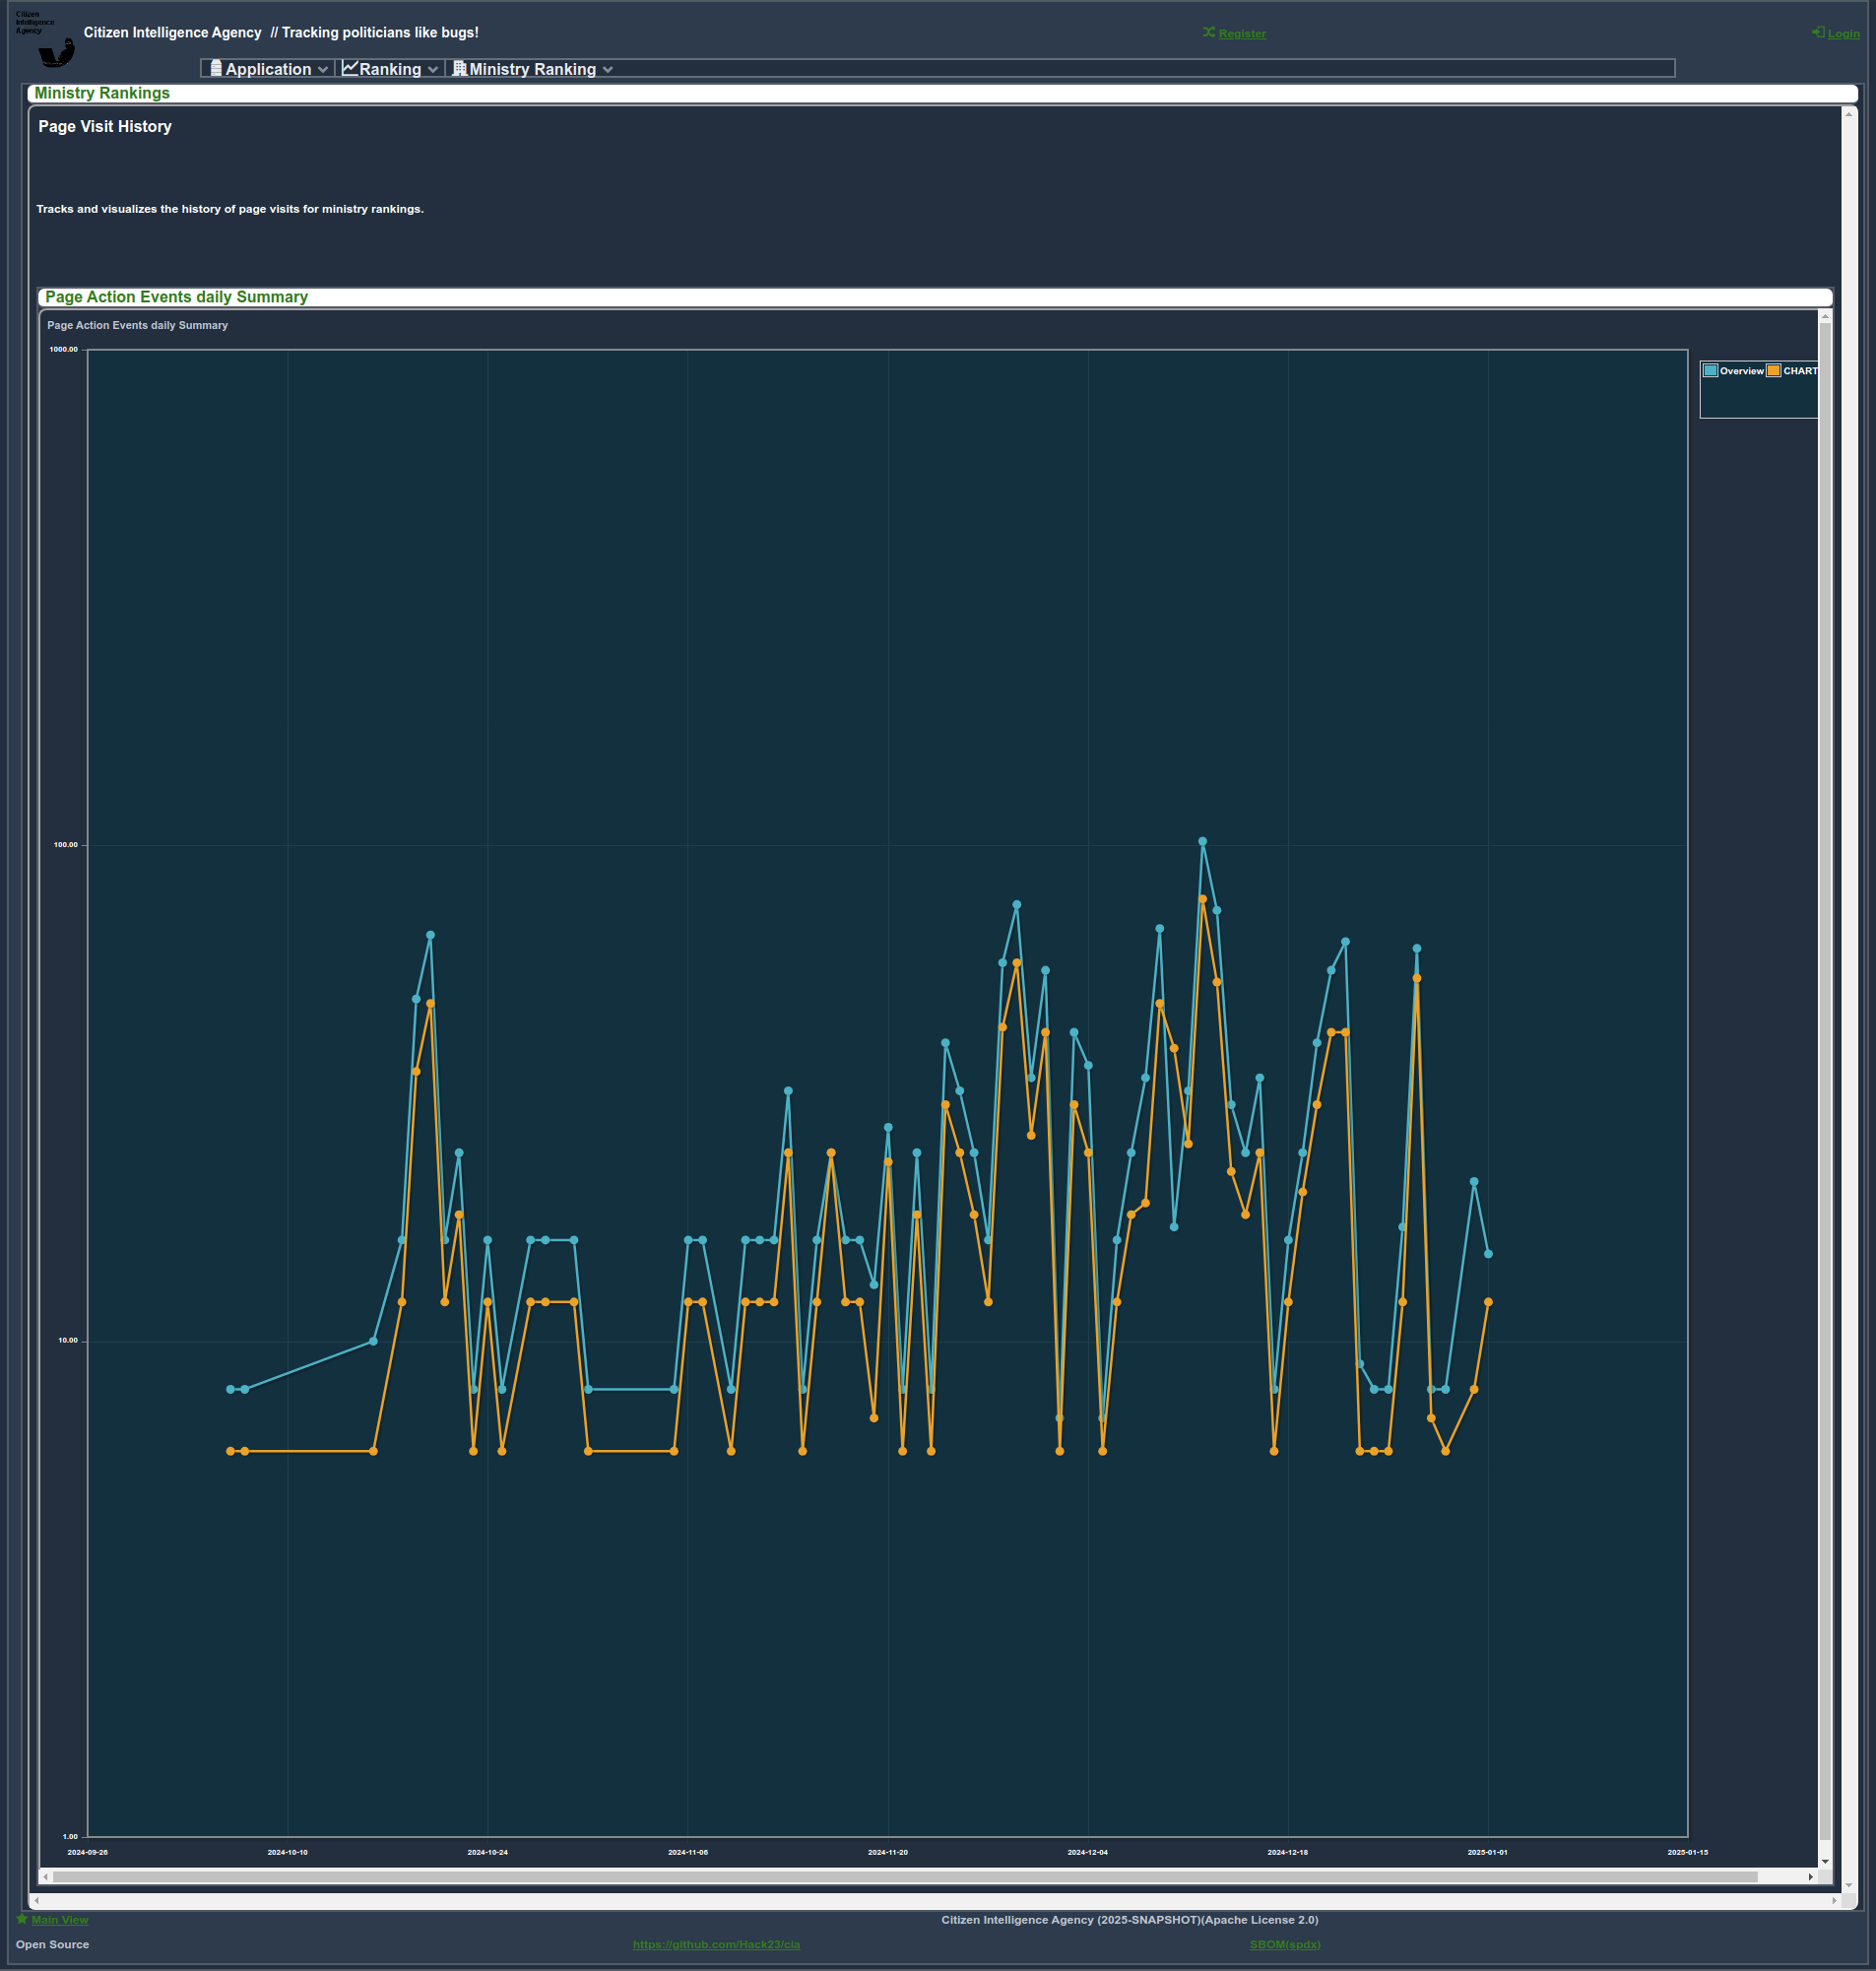 Citizen
Intelligence
Agency
Citizen Intelligence Agency // Tracking politicians like bugs!
Register
Login
Application
Ranking
Ministry Ranking
Ministry Rankings
Page Visit History
Tracks and visualizes the history of page visits for ministry rankings.
Page Action Events daily Summary
Page Action Events daily Summary
1000.00
Overview
CHART
100.00
10.00
1.00
2024-09-26
2024-10-10
2024-10-24
2024-11-06
2024-11-20
2024-12-04
2024-12-18
2025-01-01
2025-01-15
Main View
Citizen Intelligence Agency (2025-SNAPSHOT)(Apache License 2.0)
Open Source
https://github.com/Hack23/cia
SBOM(spdx)